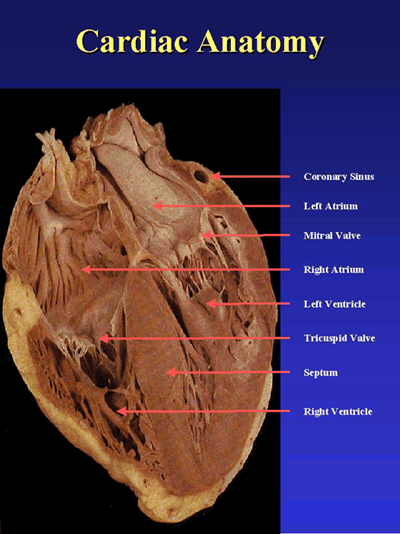 Cardiac Anatomy
Coronary Sinus
Left Atrium
Mitral Valve
Right Atrium
Left Ventricle
Tricuspid Valve
Septum
Right Ventricle